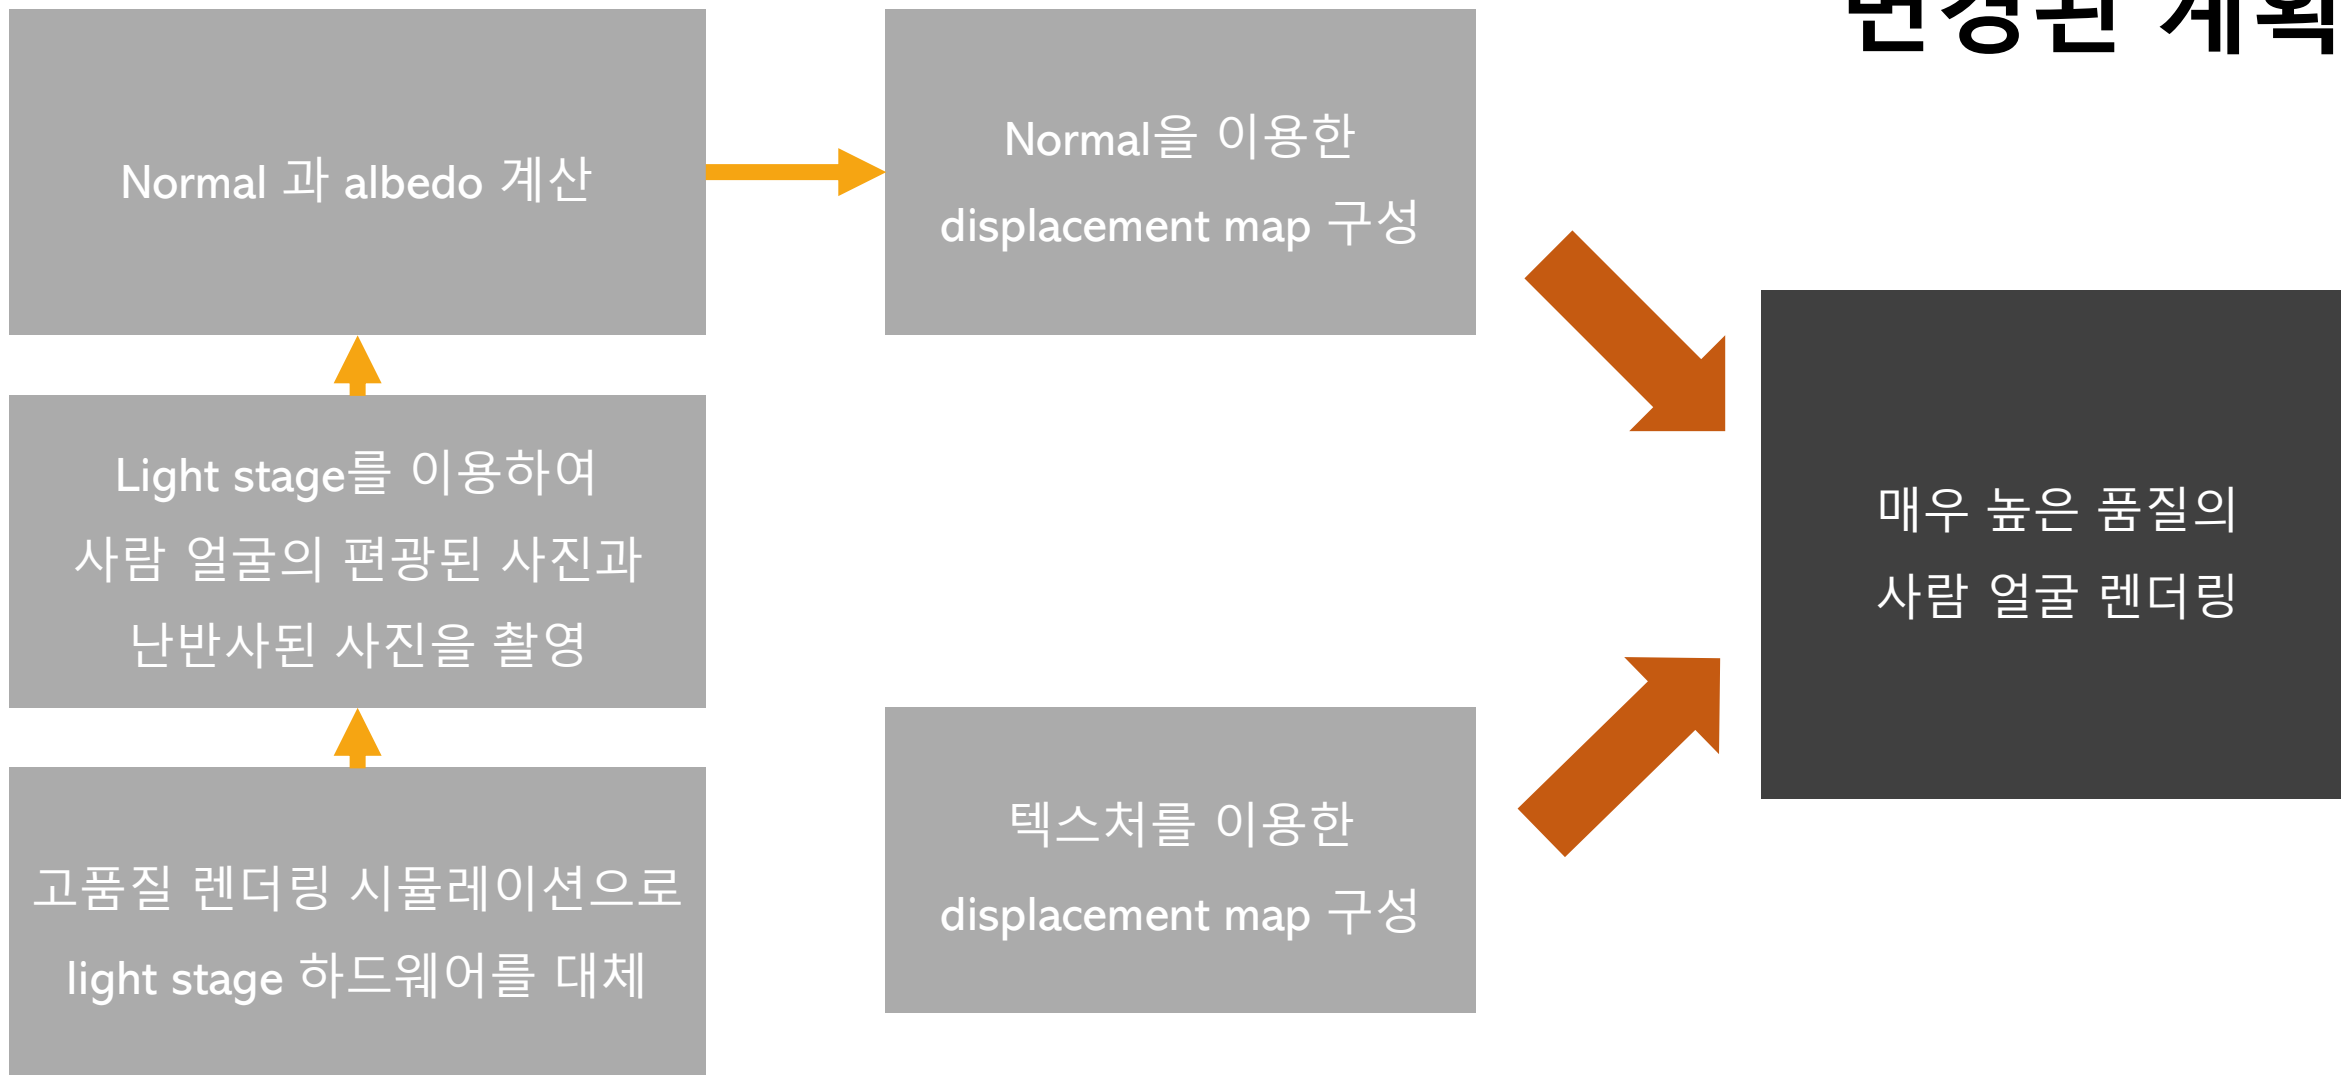 변경된 계획
Normal 과 albedo 계산
Normal을 이용한
displacement map 구성
Light stage를 이용하여
사람 얼굴의 편광된 사진과
난반사된 사진을 촬영
매우 높은 품질의
사람 얼굴 렌더링
고품질 렌더링 시뮬레이션으로
light stage 하드웨어를 대체
텍스처를 이용한
displacement map 구성